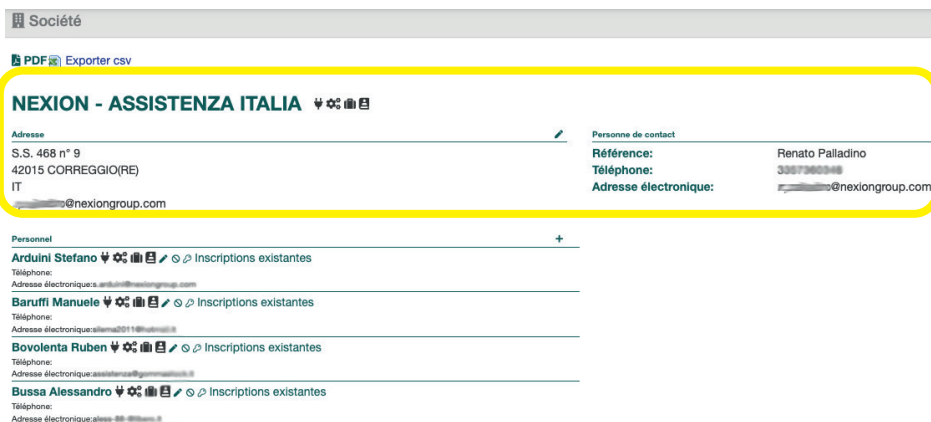 Société
PDF Exporter csv
NEXION - ASSISTENZA ITALIA
Adresse
S.S. 468 n° 9
42015 CORREGGIO(RE)
IT
@nexiongroup.com
Personne de contact
Référence: Renato Palladino
Téléphone:
Adresse électronique: @nexiongroup.com
Personnel +
Arduini Stefano Inscriptions existantes
Téléphone:
Adresse électronique:
Baruffi Manuele Inscriptions existantes
Téléphone:
Adresse électronique:
Bovolenta Ruben Inscriptions existantes
Téléphone:
Adresse électronique:
Bussa Alessandro Inscriptions existantes
Téléphone:
Adresse électronique: